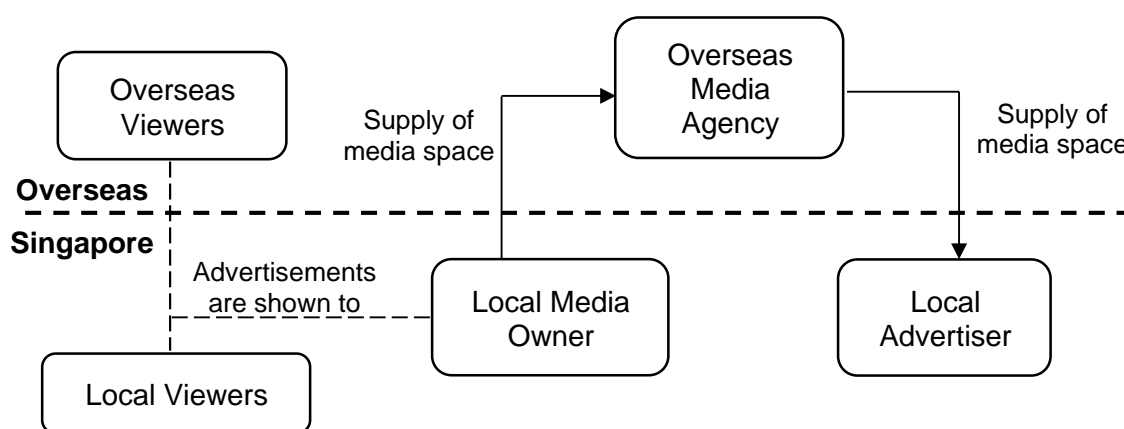 Overseas
Viewers
Supply of
media space
Overseas
Media
Agency
Supply of
media space
Overseas
Singapore
Advertisements
are shown to
Local Media
Owner
Local
Advertiser
Local Viewers